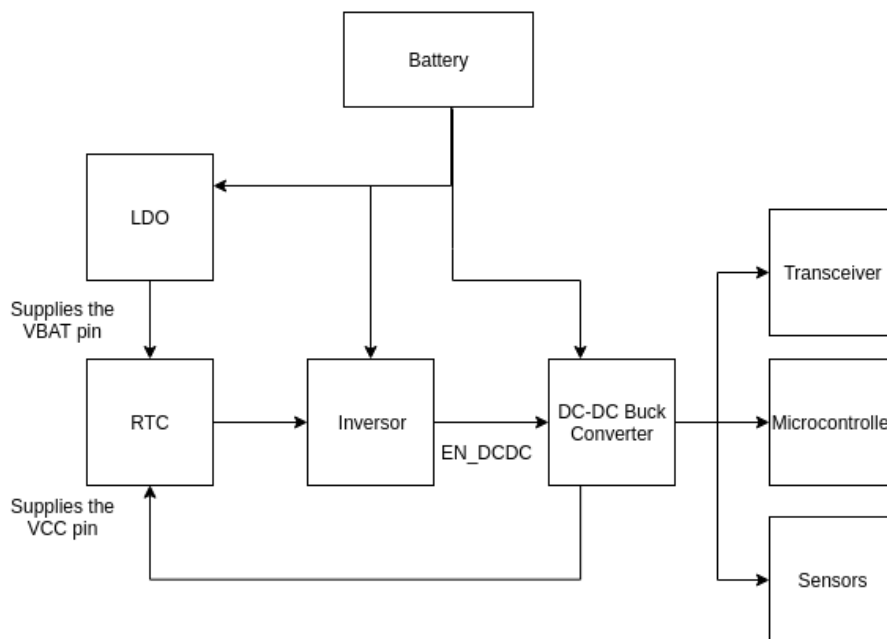 Battery
LDO
Transceiver
Supplies the
VBAT pin
RTC
Inversor
EN_DCDC
DC-DC Buck
Converter
Microcontrolle
Supplies the
VCC pin
Sensors